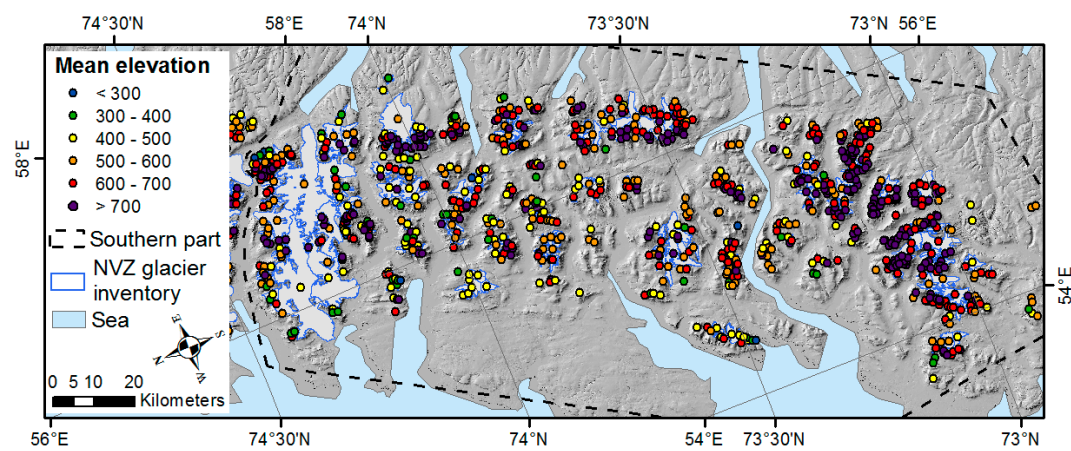 74°30'N
58°E
74°N
73°30'N
73°N
56°E
Mean elevation
< 300
300 - 400
400 - 500
500 - 600
600 - 700
> 700
Southern part
NVZ glacier
inventory
Sea
E
S
N
W
0 5 10 20
Kilometers
58°E
54°E
56°E
74°30'N
74°N
54°E
73°30'N
73°N